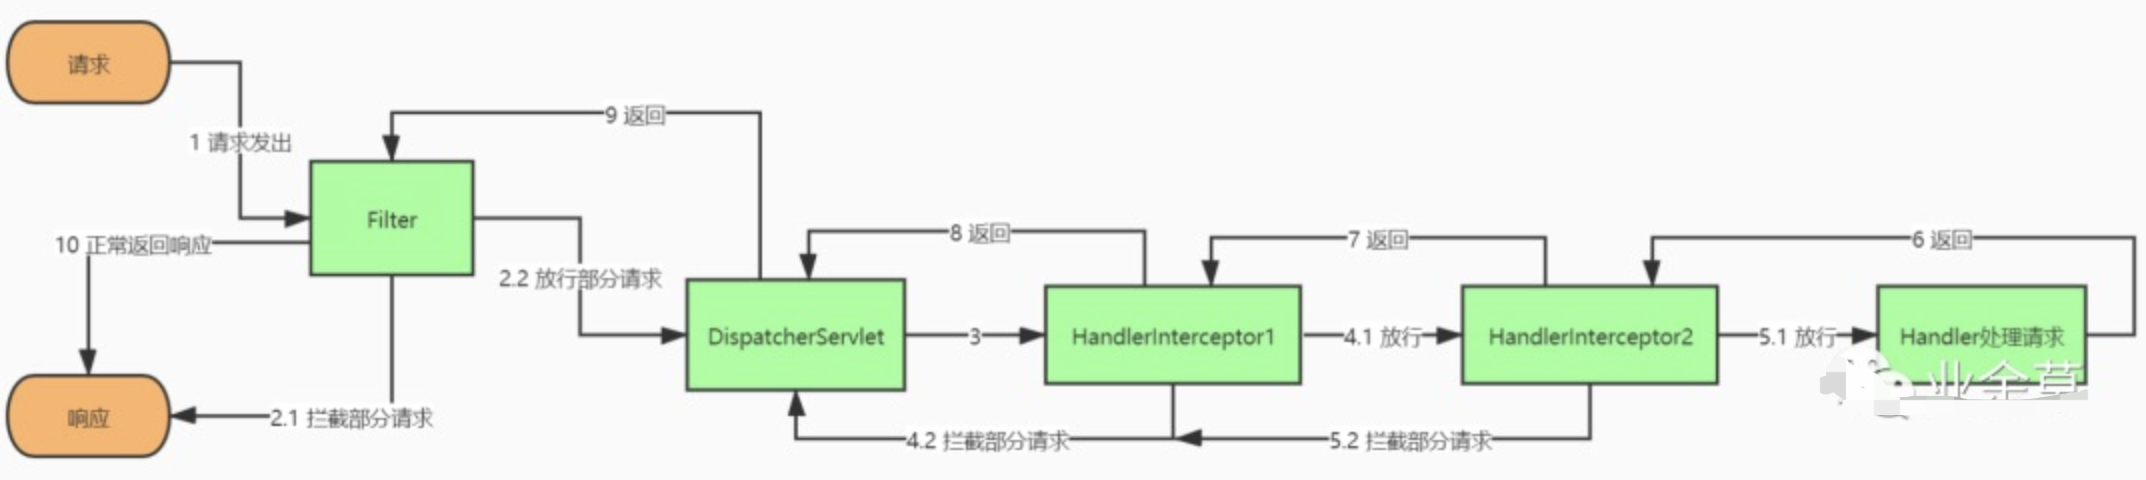 请求
9 返回
1 请求发出
Filter
8 返回
7 返回
6 返回
10 正常返回响应
2.2 放行部分请求
DispatcherServlet
3
HandlerInterceptor1
4.1 放行
HandlerInterceptor2
5.1 放行
Handler处理请求
业余草
响应
2.1 拦截部分请求
4.2 拦截部分请求
5.2 拦截部分请求